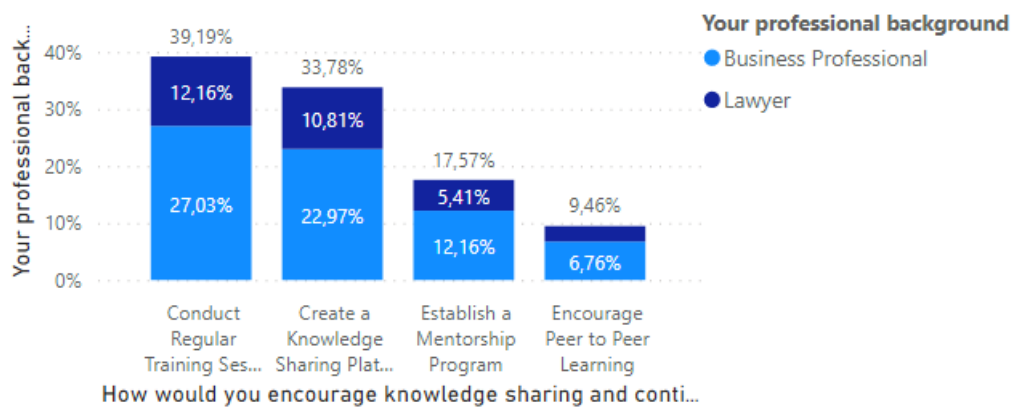 Your professional back...
40%
30%
20%
10%
0%
39,19%
12,16%
27,03%
33,78%
10,81%
22,97%
17,57%
5,41%
12,16%
9,46%
6,76%
Conduct
Regular
Training Ses...
Create a
Knowledge
Sharing Plat...
Establish a
Mentorship
Program
Encourage
Peer to Peer
Learning
How would you encourage knowledge sharing and conti...
Your professional background
Business Professional
Lawyer